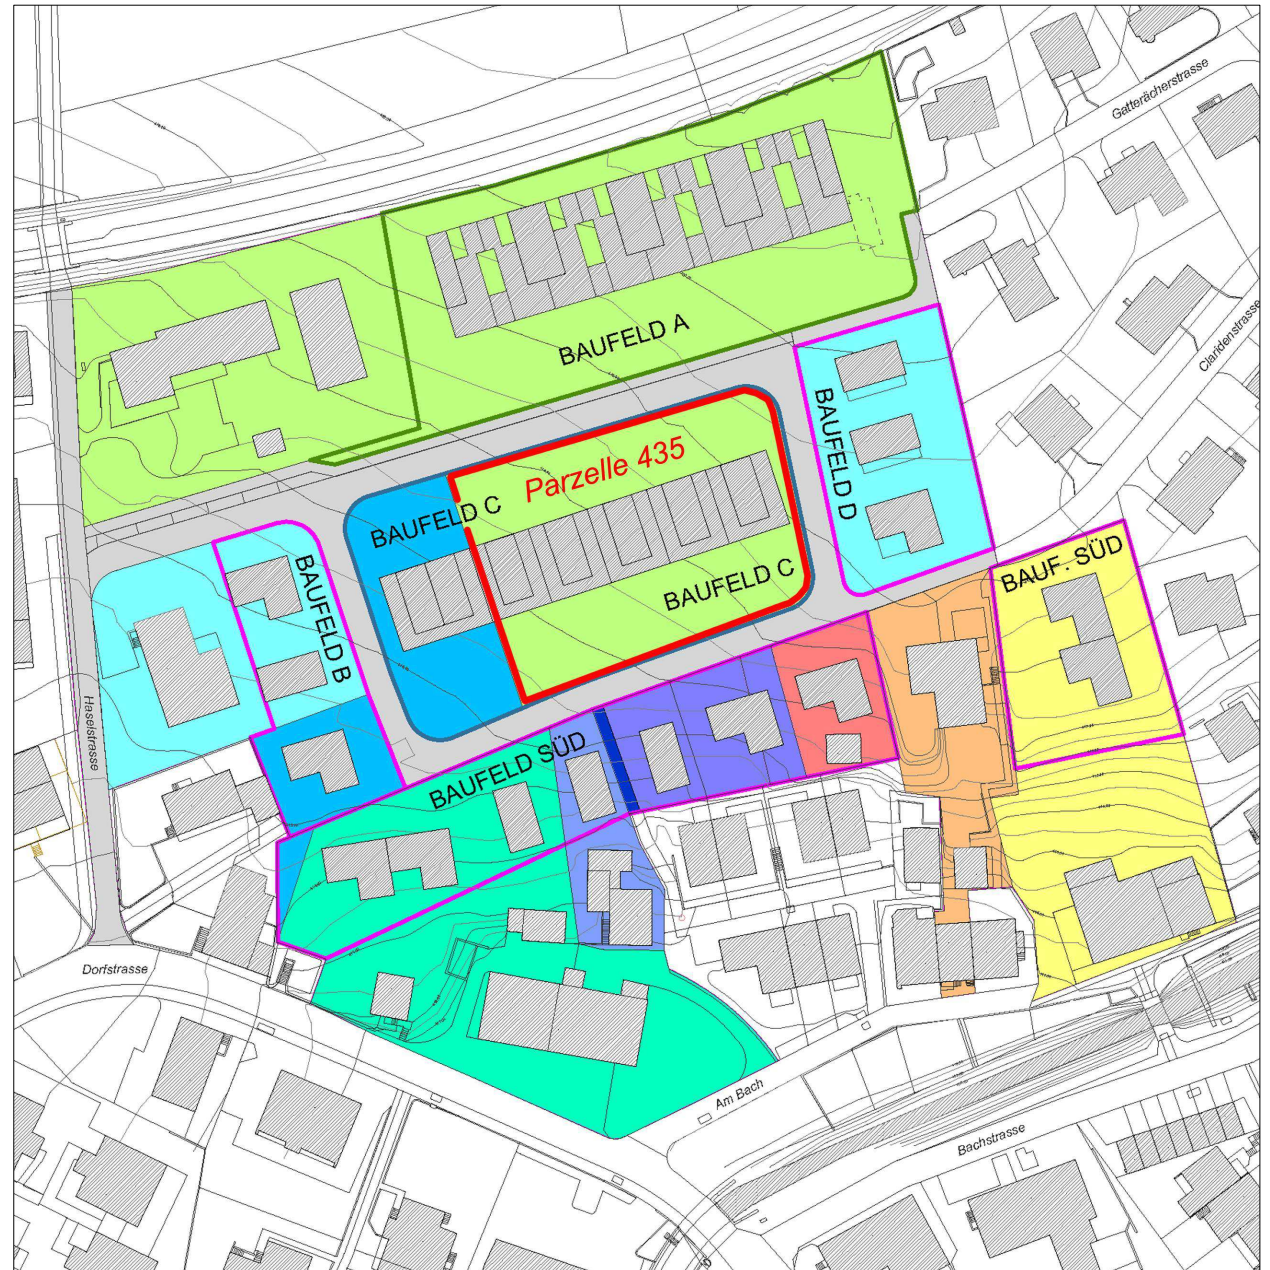 Gatterächerstrasse
Claridenstrasse
BAUFELD A
BAUFELD D
Parzelle 435
BAUFELD C
BAUFELD C
BAUFELD B
BAUF. SÜD
BAUFELD SÜD
Haselstrasse
Dorfstrasse
Am Bach
Bachstrasse